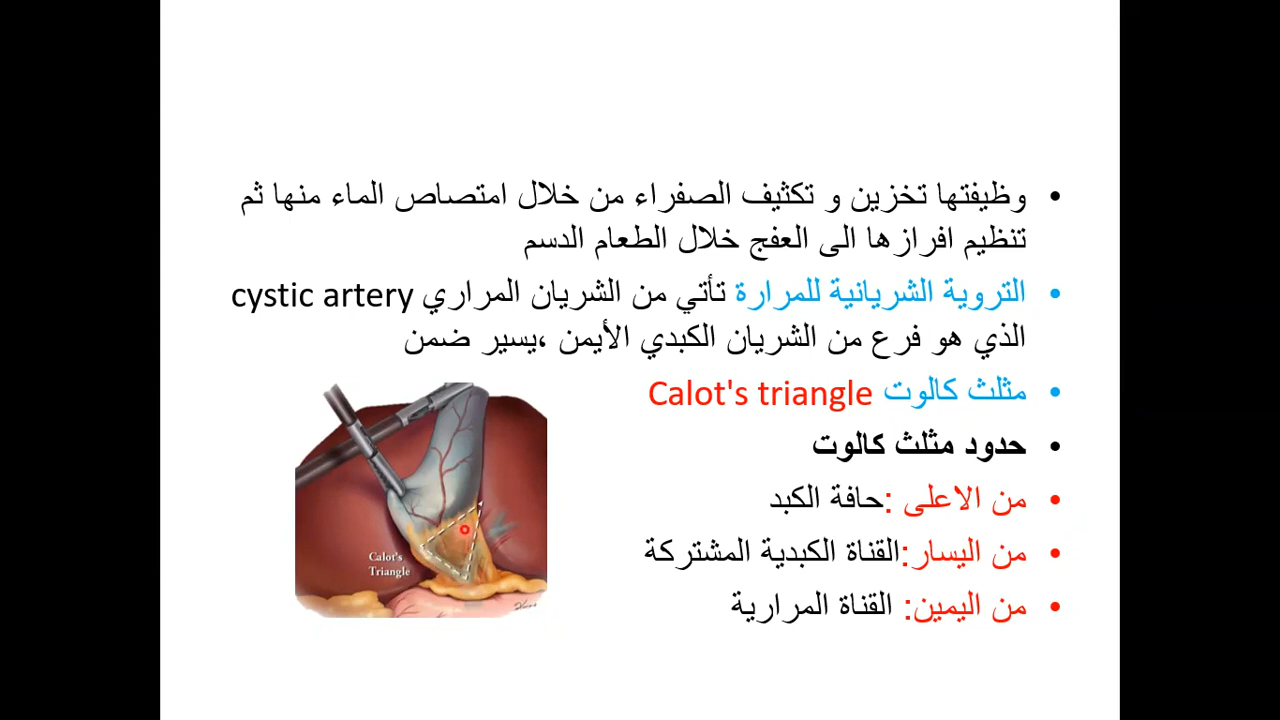 وظيفتها تخزين و تكثيف الصفراء من خلال امتصاص الماء منها ثم
تنظيم افرازها الى العفج خلال الطعام الدسم
التروية الشريانية للمرارة تأتي من الشريان المراري cystic artery
الذي هو فرع من الشريان الكبدي الأيمن ،يسير ضمن
مثلث كالوت Calot's triangle
حدود مثلث كالوت
من الاعلى :حافة الكبد
من اليسار:القناة الكبدية المشتركة
من اليمين: القناة المرارية
Calot's
Triangle